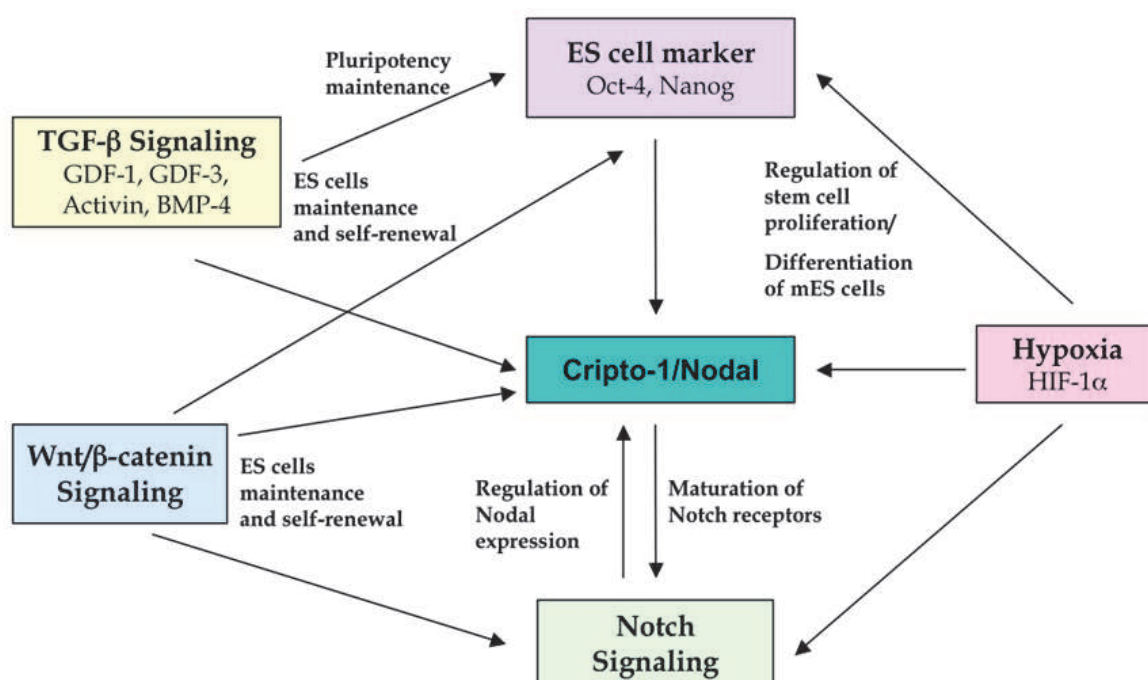 ES cell marker
Oct-4, Nanog
Pluripotency
maintenance
TGF-β Signaling
GDF-1, GDF-3,
Activin, BMP-4
ES cells
maintenance
and self-renewal
Regulation of
stem cell
proliferation/
Differentiation
of mES cells
Cripto-1/Nodal
Hypoxia
HIF-1α
Wnt/β-catenin
Signaling
ES cells
maintenance
and self-renewal
Regulation of
Nodal
expression
Maturation of
Notch receptors
Notch
Signaling